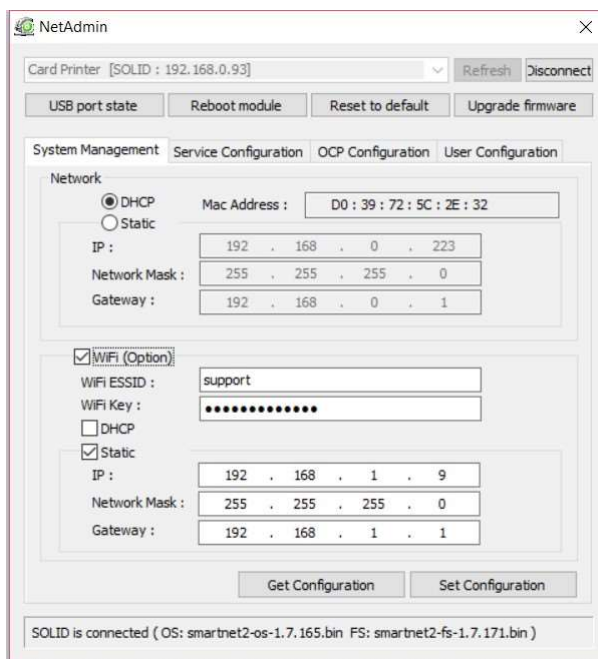 NetAdmin
Card Printer [SOLID : 192.168.0.93]
Refresh
Disconnect
USB port state
Reboot module
Reset to default
Upgrade firmware
System Management
Service Configuration
OCP Configuration
User Configuration
Network
DHCP
Mac Address :
D0 : 39 : 72 : 5C : 2E : 32
Static
IP :
192 . 168 . 0 . 223
Network Mask :
255 . 255 . 255 . 0
Gateway :
192 . 168 . 0 . 1
WiFi (Option)
WiFi ESSID :
support
WiFi Key :
●●●●●●●●●●●●●
DHCP
Static
IP :
192 . 168 . 1 . 9
Network Mask :
255 . 255 . 255 . 0
Gateway :
192 . 168 . 1 . 1
Get Configuration
Set Configuration
SOLID is connected ( OS: smartnet2-os-1.7.165.bin FS: smartnet2-fs-1.7.171.bin )